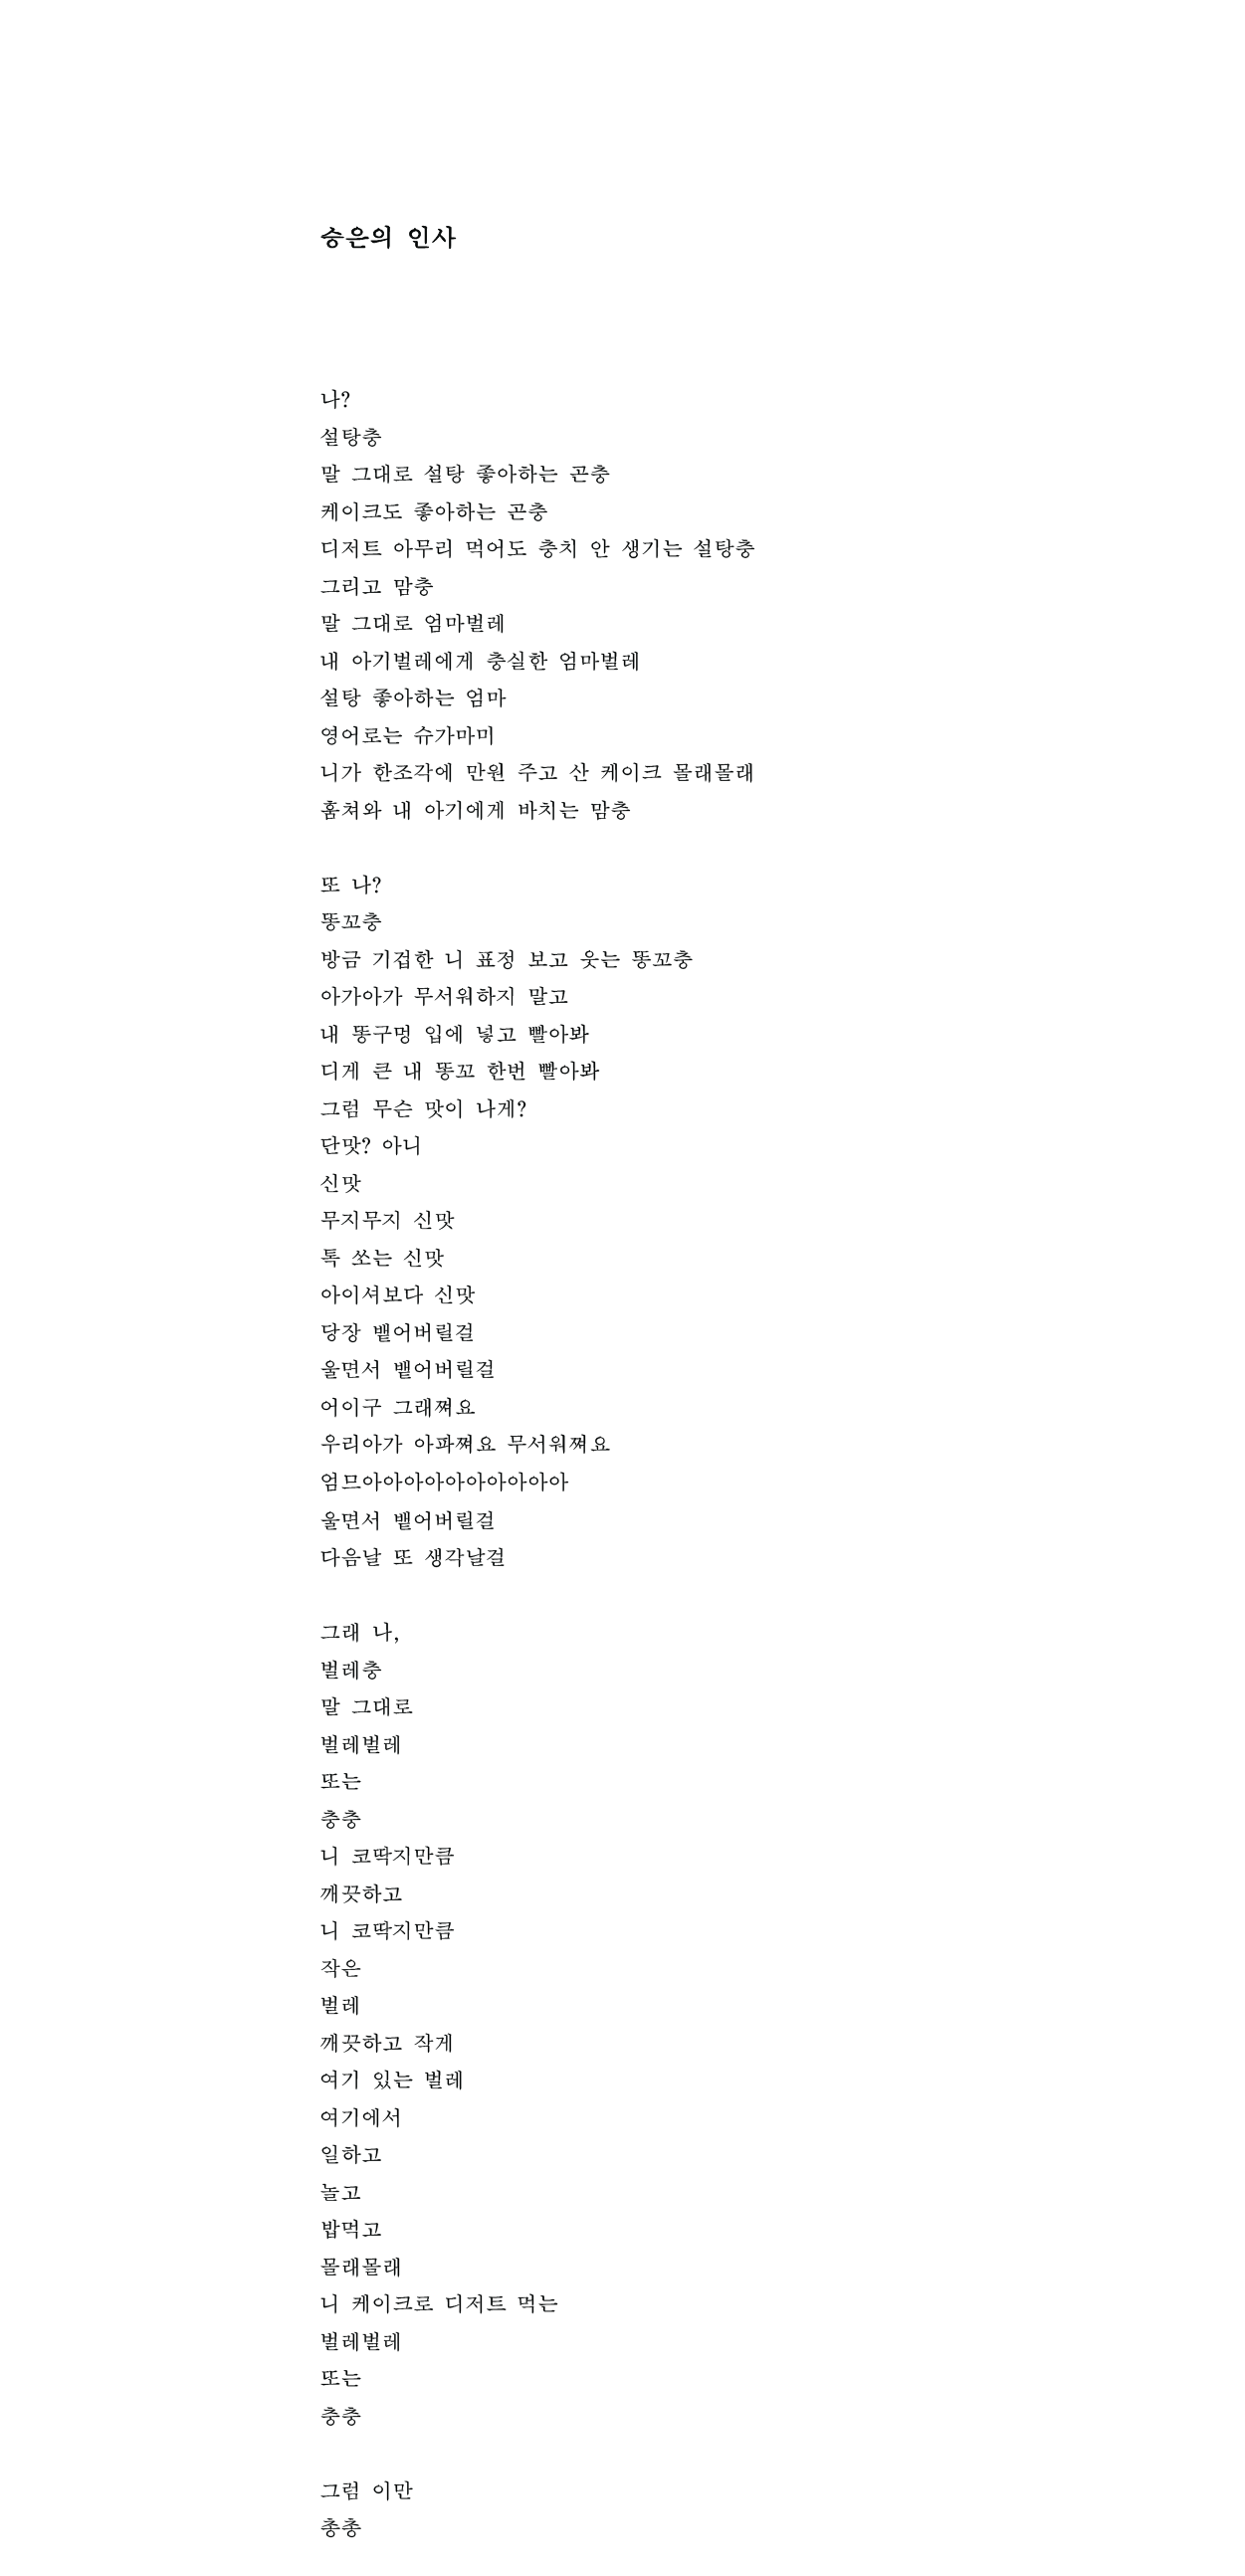 승은의 인사
나?
설탕충
말 그대로 설탕 좋아하는 곤충
케이크도 좋아하는 곤충
디저트 아무리 먹어도 충치 안 생기는 설탕충
그리고 맘충
말 그대로 엄마벌레
내 아기벌레에게 충실한 엄마벌레
설탕 좋아하는 엄마
영어로는 슈가마미
니가 한조각에 만원 주고 산 케이크 몰래몰래
훔쳐와 내 아기에게 바치는 맘충
또 나?
똥꼬충
방금 기겁한 니 표정 보고 웃는 똥꼬충
아가아가 무서워하지 말고
내 똥구멍 입에 넣고 빨아봐
디게 큰 내 똥꼬 한번 빨아봐
그럼 무슨 맛이 나게?
단맛? 아니
신맛
무지무지 신맛
톡 쏘는 신맛
아이셔보다 신맛
당장 뱉어버릴걸
울면서 뱉어버릴걸
어이구 그래쪄요
우리아가 아파쪄요 무서워쪄요
엄므아아아아아아아아아아
울면서 뱉어버릴걸
다음날 또 생각날걸
그래 나,
벌레충
말 그대로
벌레벌레
또는
충충
니 코딱지만큼
깨끗하고
니 코딱지만큼
작은
벌레
깨끗하고 작게
여기 있는 벌레
여기에서
일하고
놀고
밥먹고
몰래몰래
니 케이크로 디저트 먹는
벌레벌레
또는
충충
그럼 이만
총총